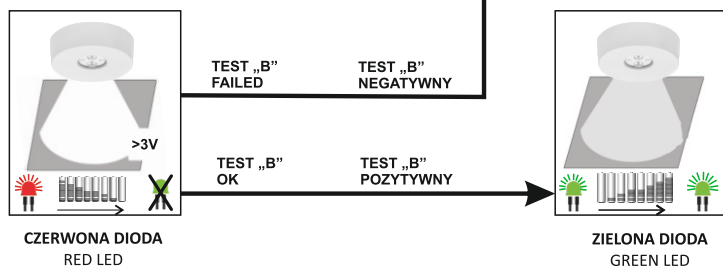 TEST „B”
FAILED
TEST „B”
NEGATYWNY
>3V
TEST „B”
OK
TEST „B”
POZYTYWNY
CZERWONA DIODA
RED LED
ZIELONA DIODA
GREEN LED